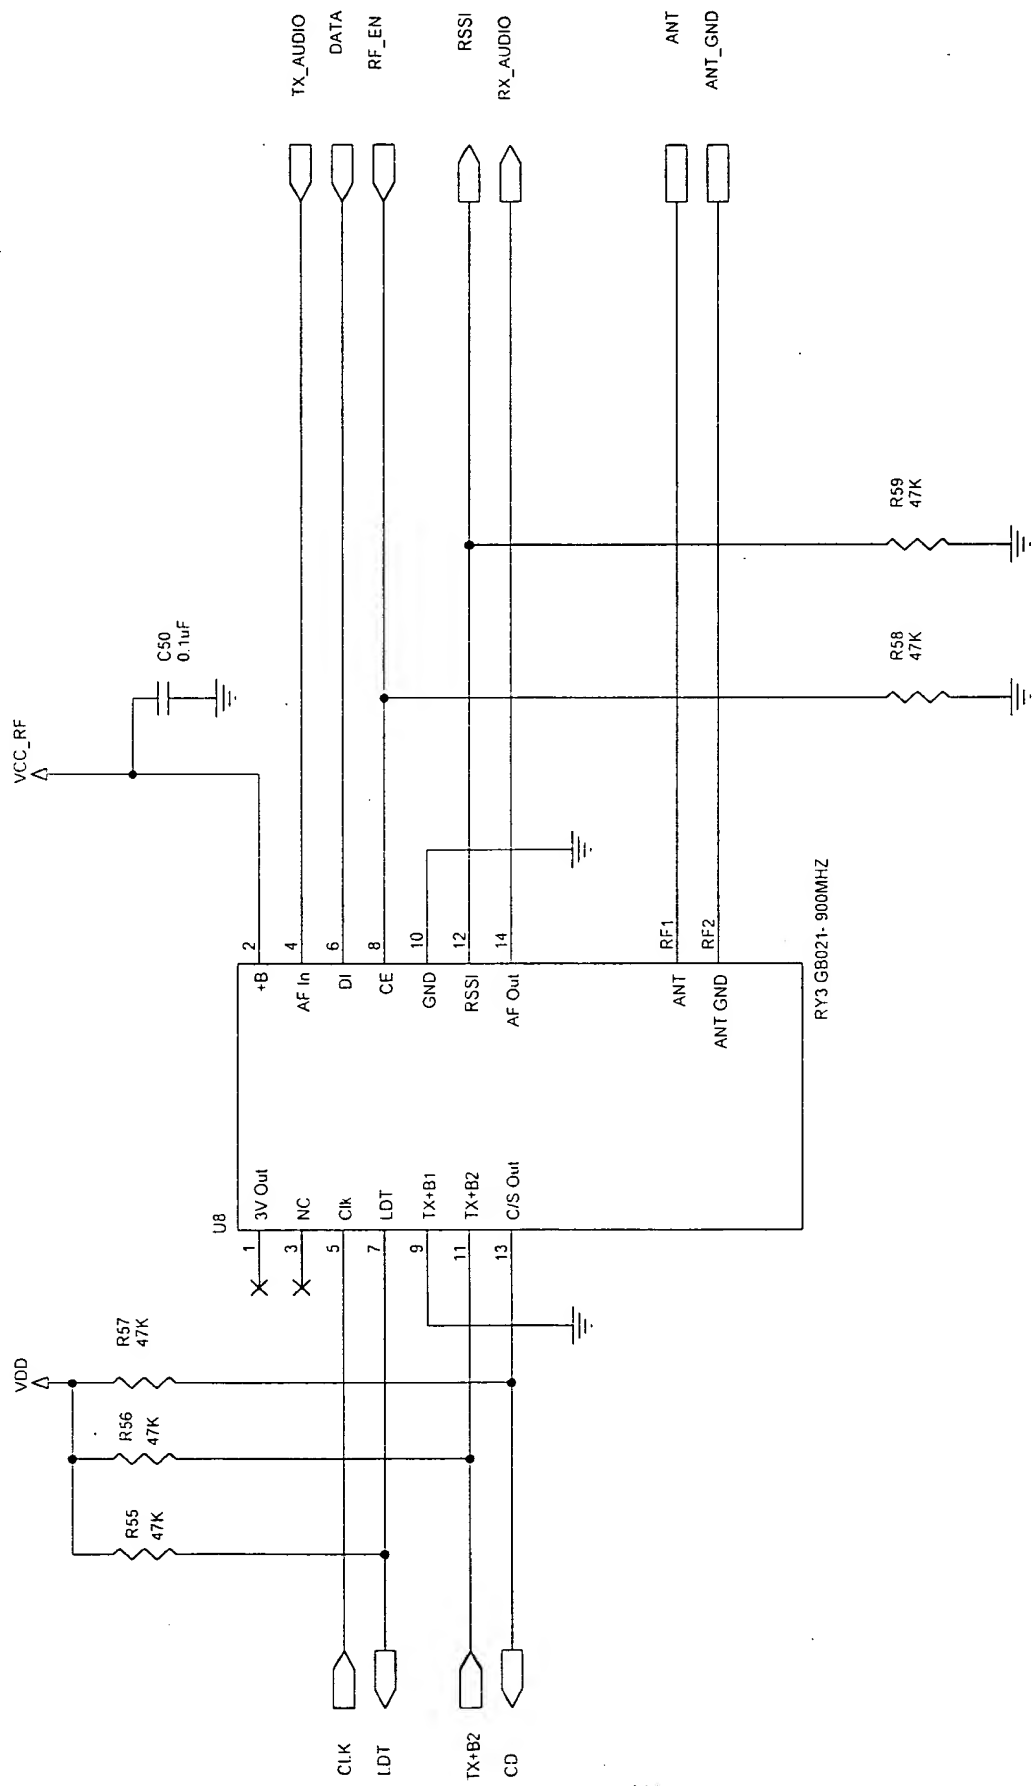 VDD
R55
47K
R56
47K
R57
47K
VCC_RF
C50
0.1uF
U8
1
3V Out
+B
2
3
NC
AF In
4
TX_AUDIO
CLK
5
Clk
DI
6
DATA
LDT
7
LDT
CE
8
RF_EN
9
TX+B1
GND
10
TX+B2
11
TX+B2
RSSI
12
RSSI
CD
13
C/S Out
AF Out
14
RX_AUDIO
ANT
RF1
ANT
ANT GND
RF2
ANT_GND
RY3 GB021- 900MHZ
R58
47K
R59
47K